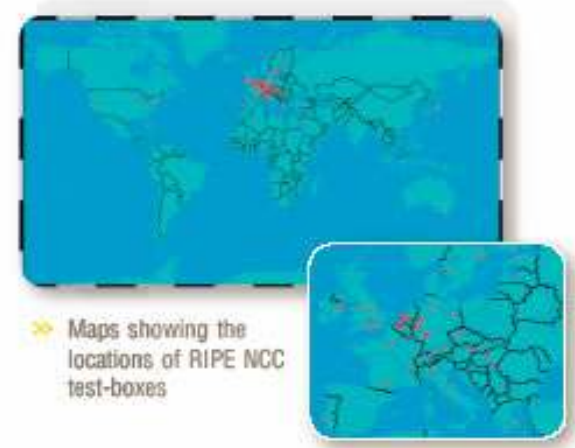 » Maps showing the
locations of RIPE NCC
test-boxes